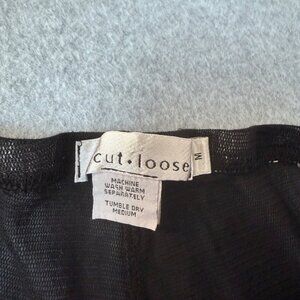 cut•loose
M
MACHINE
WASH WARM
SEPARATELY
TUMBLE DRY
MEDIUM